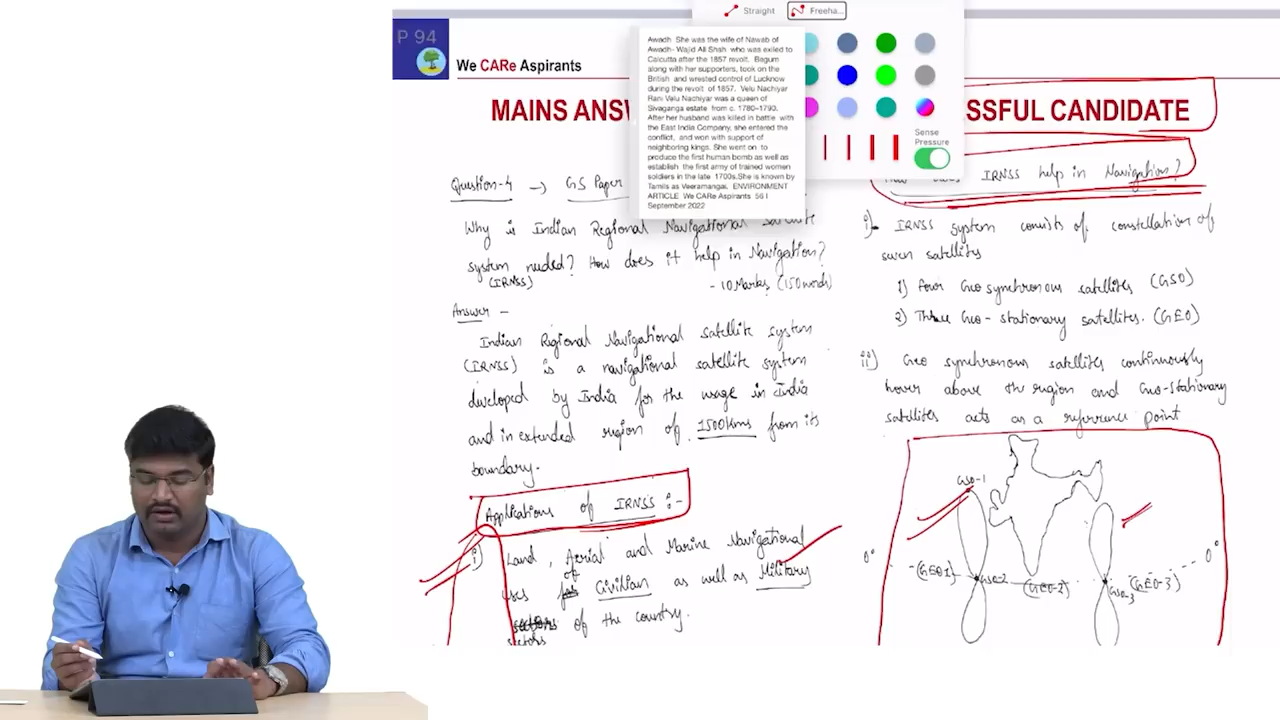 Straight
Freeha...
P 94
We CARe Aspirants
Awadh She was the wife of Nawab of
Awadh- Wajid Ali Shah who was exiled to
Calcutta after the 1857 revolt. Begum
along with her supporters, took on the
British and wrested control of Lucknow
during the revolt of 1857. Velu Nachiyar
Rani Velu Nachiyar was a queen of
Sivaganga estate from c. 1780–1790.
After her husband was killed in battle with
the East India Company, she entered the
conflict, and won with support of
neighboring kings. She went on to
produce the first human bomb as well as
establish the first army of trained women
soldiers in the late 1700s.She is known by
Tamils as Veeramangai. ENVIRONMENT
ARTICLE We CARe Aspirants 56 I
September 2022
Sense
Pressure
MAINS ANS
SSFUL CANDIDATE
Question-4 → GS Paper
Why is Indian Regional Navigational Satellite
system needed? How does it help in Navigation?
(IRNSS)
- 10 Marks (150 words)
Answer -
Indian Regional Navigational satellite system
(IRNSS) is a navigational satellite system
developed by India for the usage in India
and in extended region of 1500 kms from its
boundary.
Applications of IRNSS :-
i) Land, Aerial and Marine Navigational
uses of Civilian as well as Military
sectors of the country.
IRNSS help in Navigation?
i) IRNSS system consists of constellation of
seven satellites
1) Four Geo synchronous satellites (GSO)
2) Three Geo-stationary satellites. (GEO)
ii) Geo synchronous satellites continuously
hover above the region and Geo-stationary
satellites acts as a reference point
GSO-1
0°
(GEO1)
GSO-2
(GEO-2)
GSO-3
(GEO-3)
0°